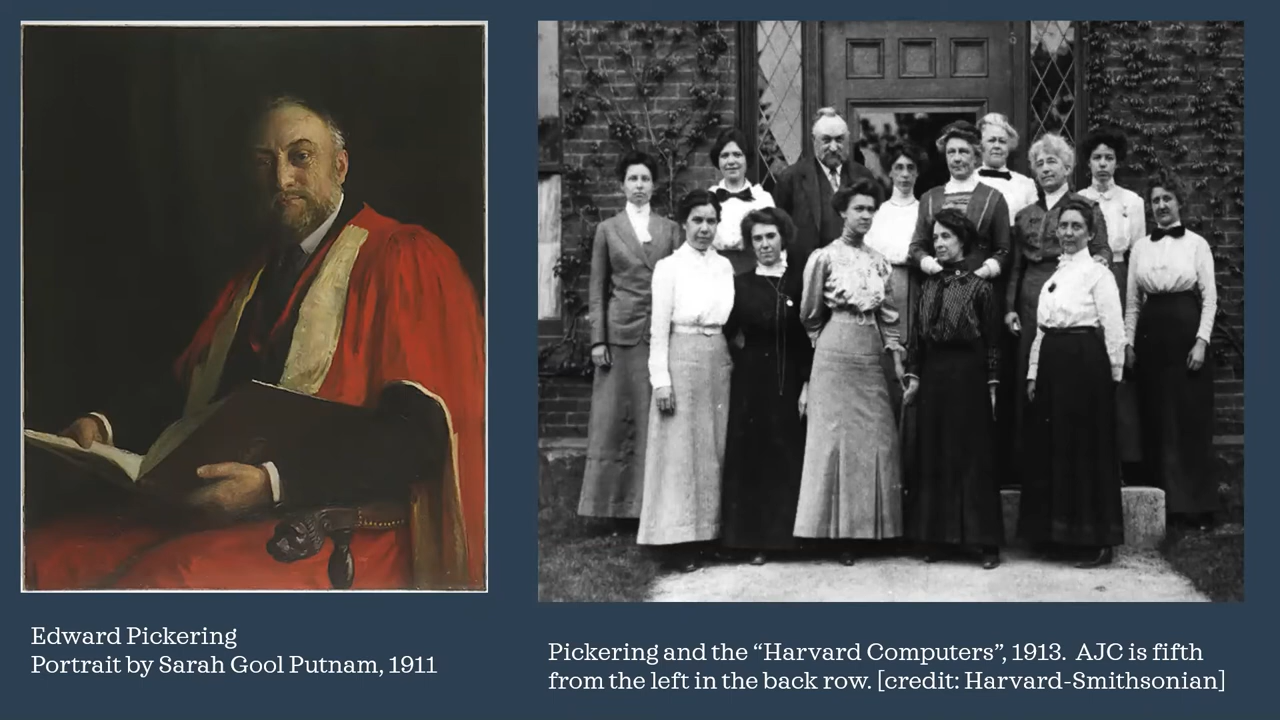 Edward Pickering
Portrait by Sarah Gool Putnam, 1911
Pickering and the “Harvard Computers”, 1913.  AJC is fifth
from the left in the back row. [credit: Harvard-Smithsonian]